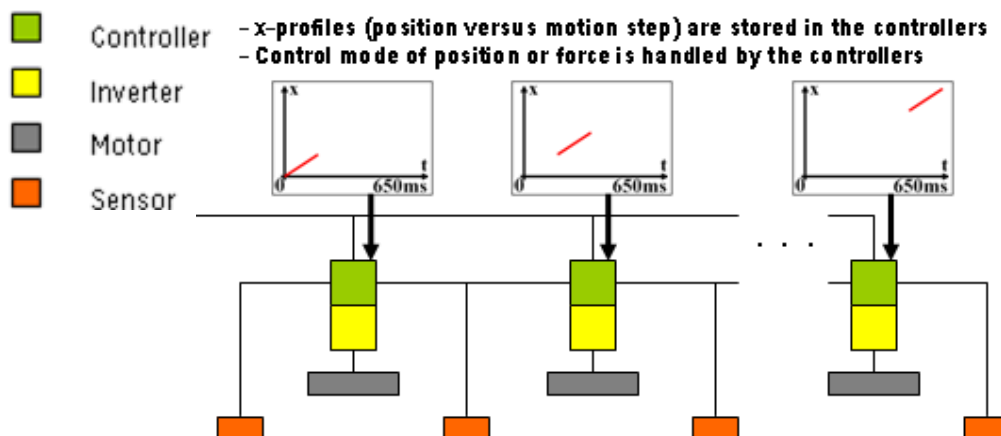 Controller
Inverter
Motor
Sensor
- x-profiles (position versus motion step) are stored in the controllers
- Control mode of position or force is handled by the controllers
x
t
0
650ms
x
t
0
650ms
x
t
0
650ms
. . .